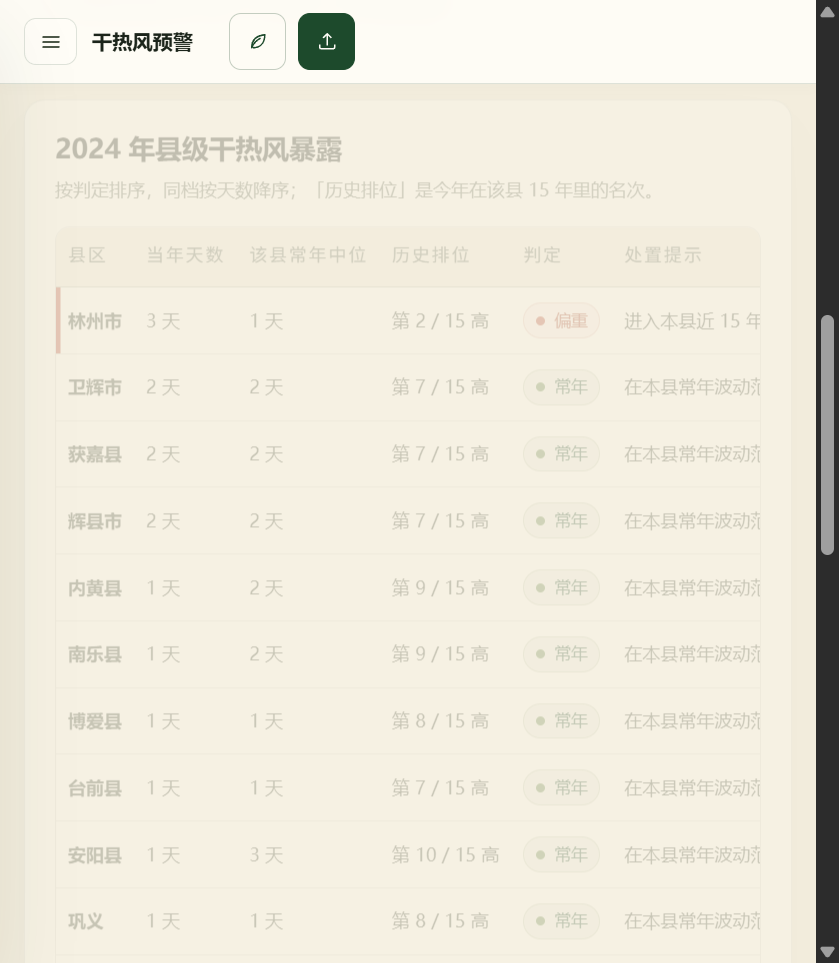 干热风预警
2024 年县级干热风暴露
按判定排序，同档按天数降序；「历史排位」是今年在该县 15 年里的名次。
县区 当年天数 该县常年中位 历史排位 判定 处置提示
林州市 3 天 1 天 第 2 / 15 高 偏重 进入本县近 15 年
卫辉市 2 天 2 天 第 7 / 15 高 常年 在本县常年波动范
获嘉县 2 天 2 天 第 7 / 15 高 常年 在本县常年波动范
辉县市 2 天 2 天 第 7 / 15 高 常年 在本县常年波动范
内黄县 1 天 2 天 第 9 / 15 高 常年 在本县常年波动范
南乐县 1 天 2 天 第 9 / 15 高 常年 在本县常年波动范
博爱县 1 天 1 天 第 8 / 15 高 常年 在本县常年波动范
台前县 1 天 1 天 第 7 / 15 高 常年 在本县常年波动范
安阳县 1 天 3 天 第 10 / 15 高 常年 在本县常年波动范
巩义 1 天 1 天 第 8 / 15 高 常年 在本县常年波动范